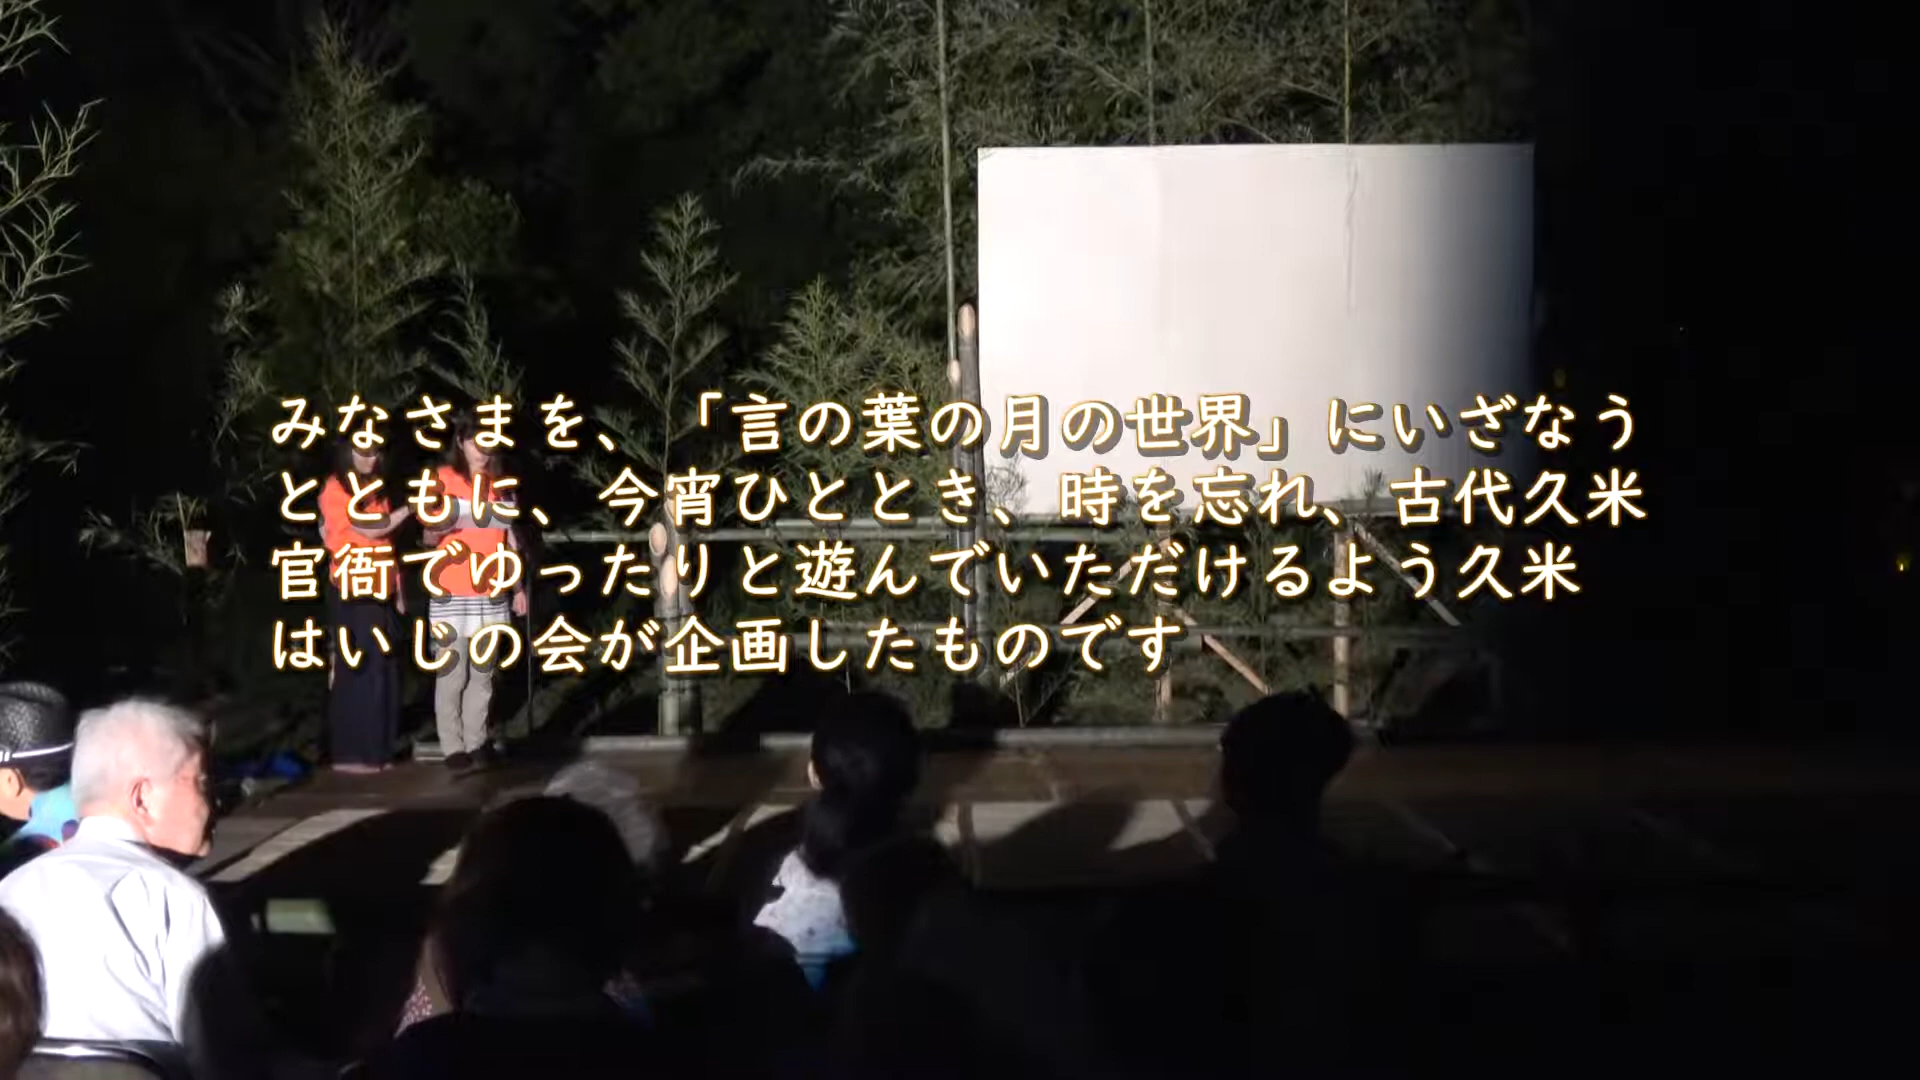 みなさまを、「言の葉の月の世界」にいざなう
とともに、今宵ひととき、時を忘れ、古代久米
官衙でゆったりと遊んでいただけるよう久米
はいじの会が企画したものです